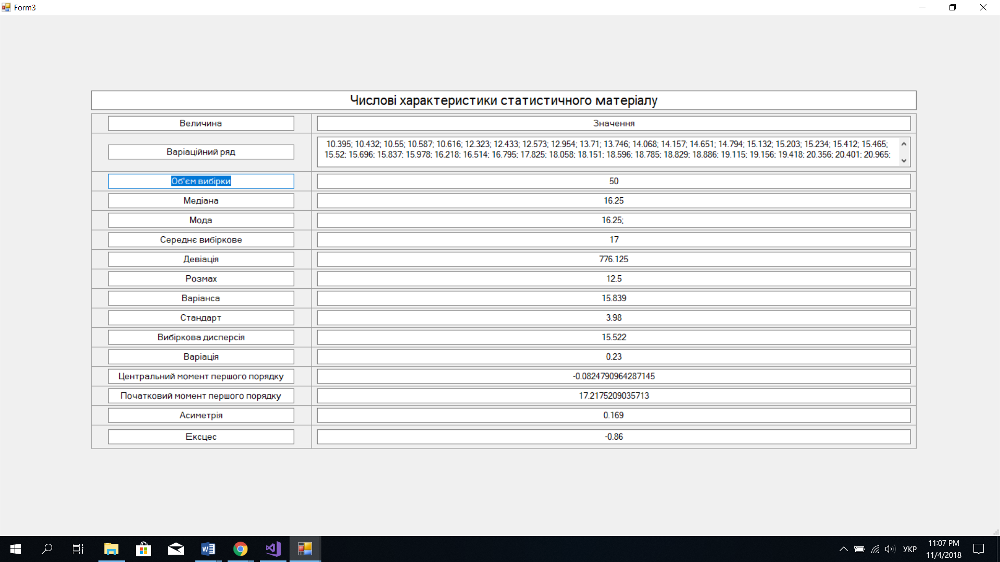 Form3
Числові характеристики статистичного матеріалу
Величина
Значення
Варіаційний ряд
10.395; 10.432; 10.55; 10.587; 10.616; 12.323; 12.433; 12.573; 12.954; 13.71; 13.746; 14.068; 14.157; 14.651; 14.794; 15.132; 15.203; 15.234; 15.412; 15.465;
15.52; 15.696; 15.837; 15.978; 16.218; 16.514; 16.795; 17.825; 18.058; 18.151; 18.596; 18.785; 18.829; 18.886; 19.115; 19.156; 19.418; 20.356; 20.401; 20.965;
Об'єм вибірки
50
Медіана
16.25
Мода
16.25;
Середнє вибіркове
17
Девіація
776.125
Розмах
12.5
Варіанса
15.839
Стандарт
3.98
Вибіркова дисперсія
15.522
Варіація
0.23
Центральний момент першого порядку
-0.0824790964287145
Початковий момент першого порядку
17.2175209035713
Асиметрія
0.169
Ексцес
-0.86
УКР
11:07 PM
11/4/2018